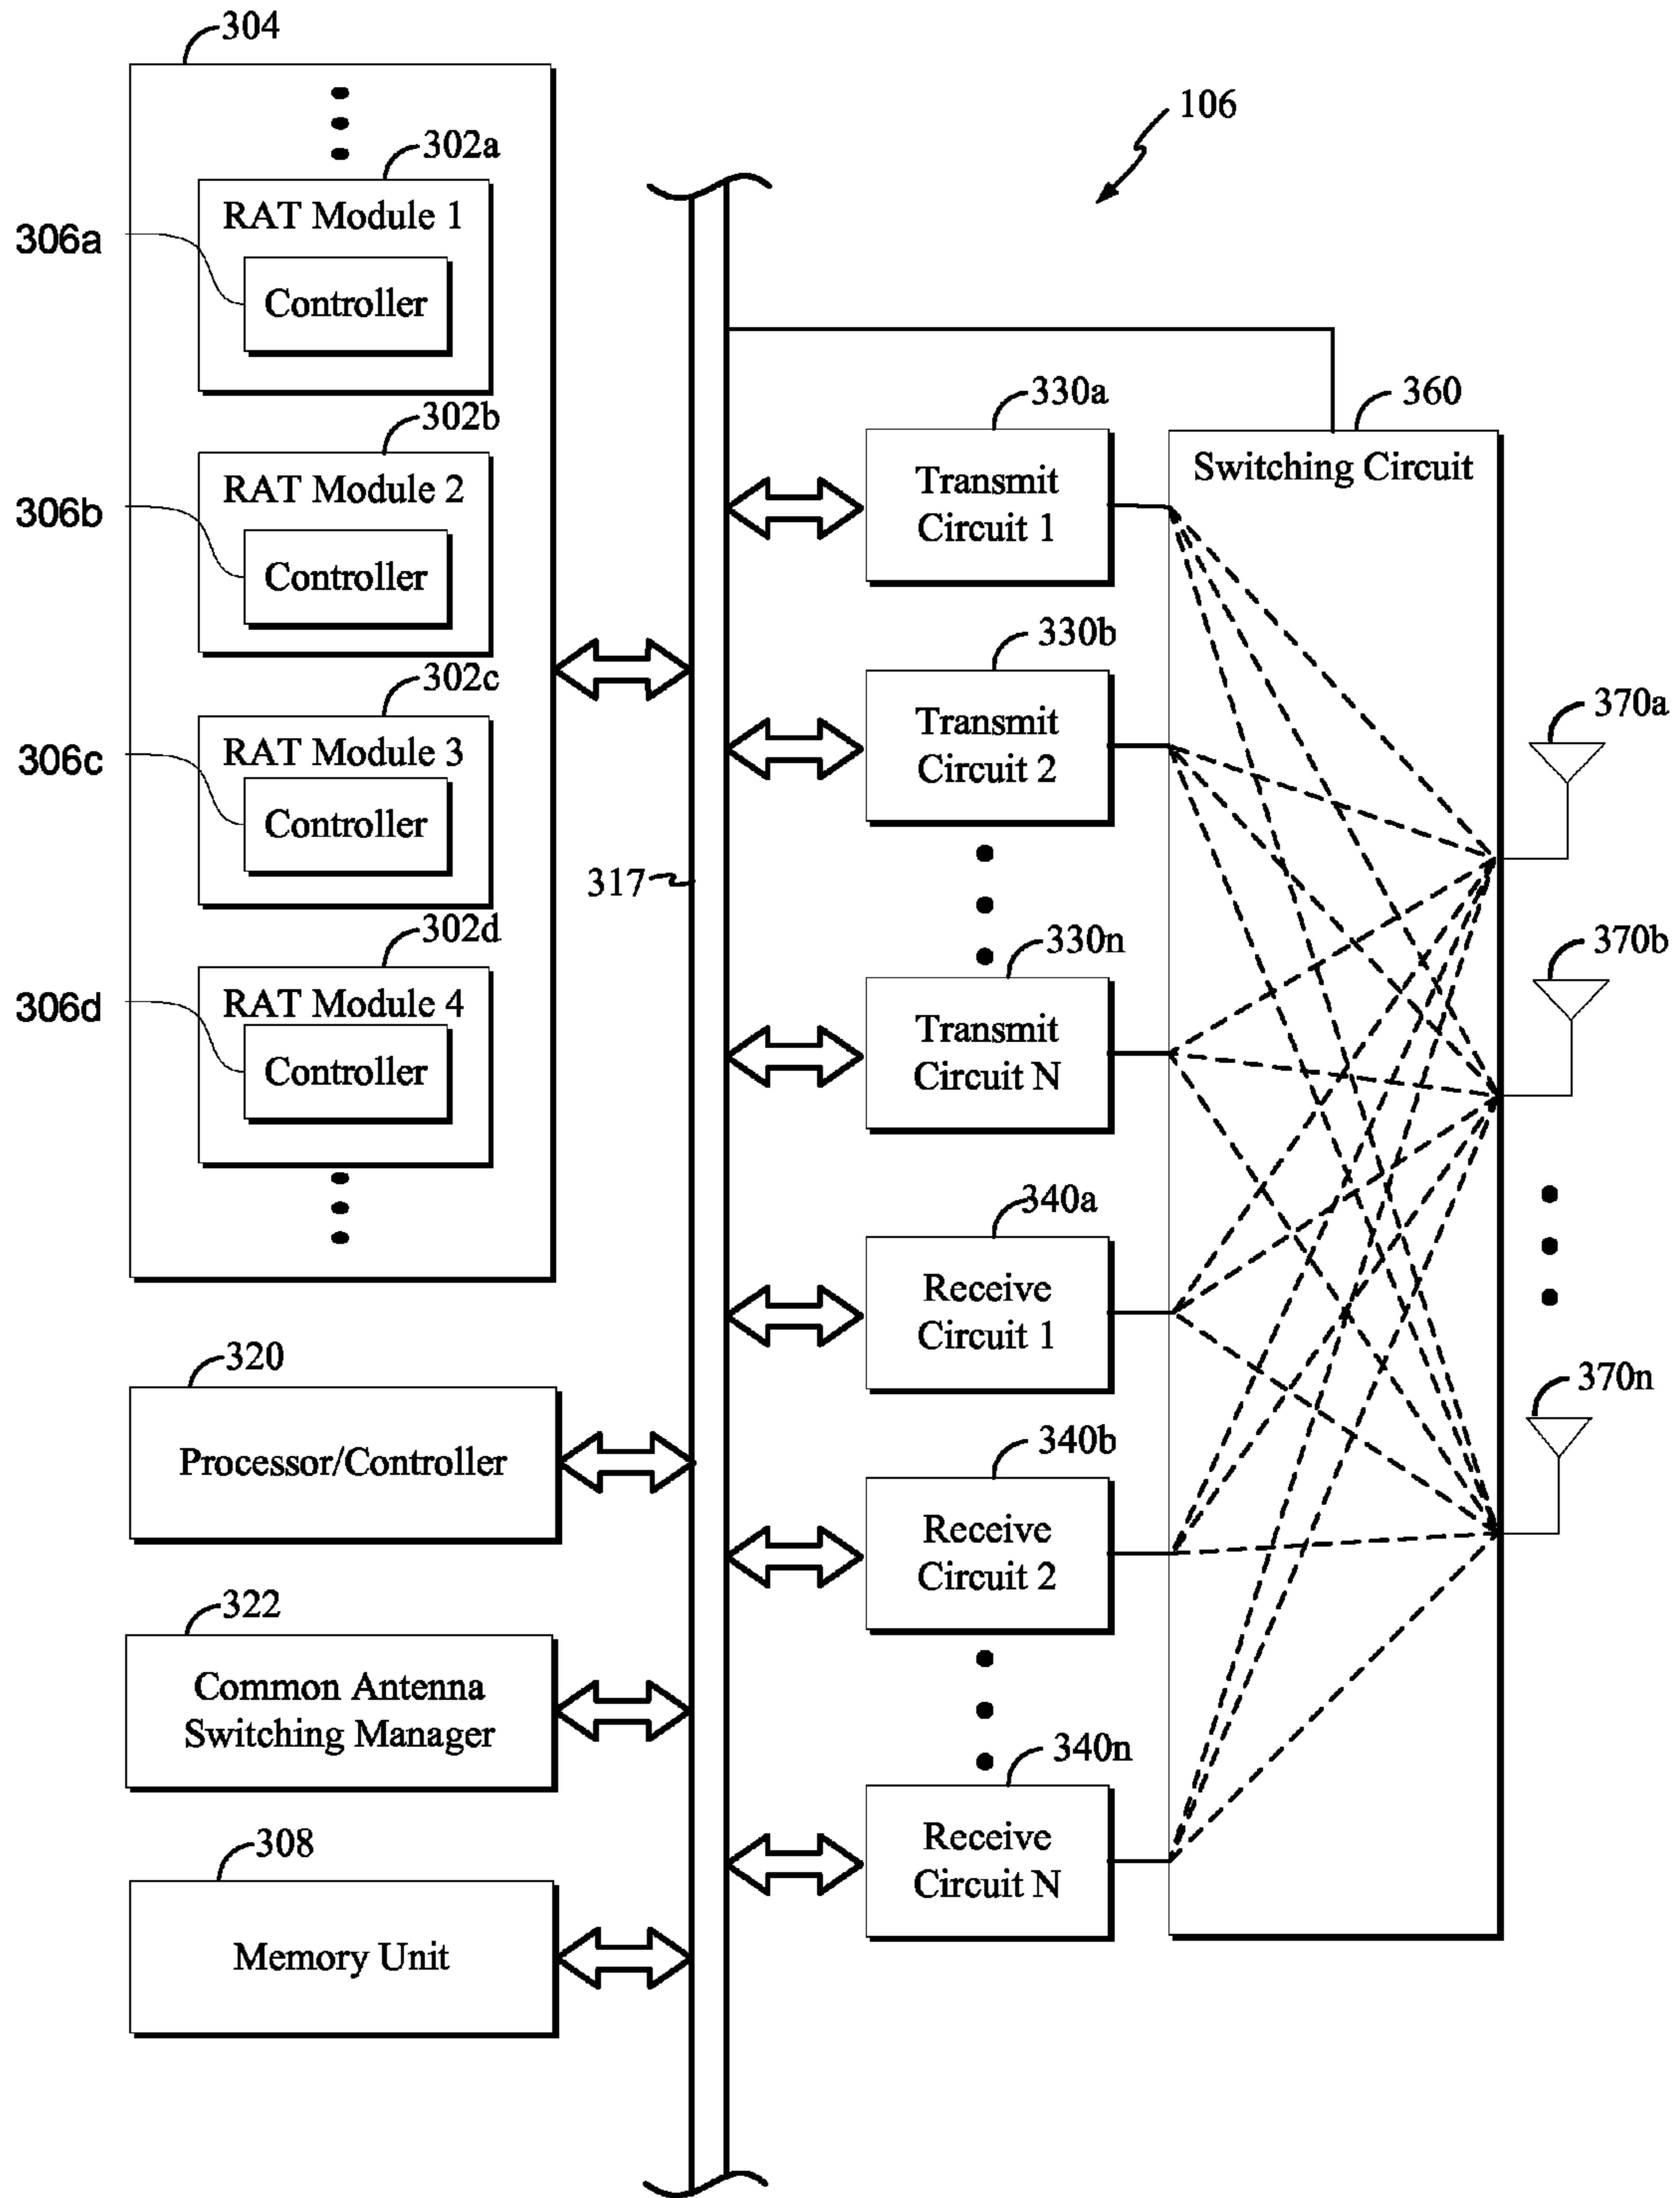 304
106
302a
RAT Module 1
306a
Controller
302b
RAT Module 2
306b
Controller
302c
RAT Module 3
306c
Controller
302d
RAT Module 4
306d
Controller
317
320
Processor/Controller
322
Common Antenna
Switching Manager
308
Memory Unit
330a
Transmit
Circuit 1
330b
Transmit
Circuit 2
330n
Transmit
Circuit N
340a
Receive
Circuit 1
340b
Receive
Circuit 2
340n
Receive
Circuit N
360
Switching Circuit
370a
370b
370n